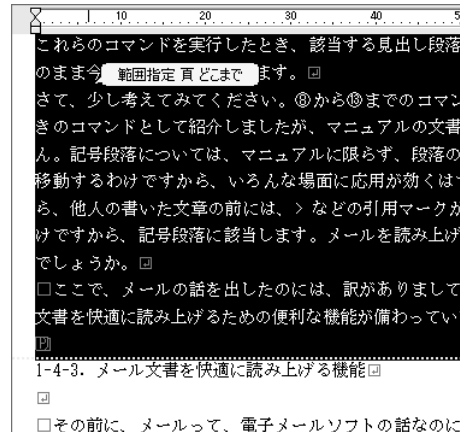 10 20 30 40 5
これらのコマンドを実行したとき、該当する見出し段落
のまま今
範囲指定 頁 どこまで
ます。
さて、少し考えてみてください。⑧から⑬までのコマン
きのコマンドとして紹介しましたが、マニュアルの文書
ん。記号段落については、マニュアルに限らず、段落の
移動するわけですから、いろんな場面に応用が効くは
ら、他人の書いた文章の前には、> などの引用マークか
けですから、記号段落に該当します。メールを読み上げ
でしょうか。
□ここで、メールの話を出したのには、訳がありまして
文書を快適に読み上げるための便利な機能が備わってい
1-4-3. メール文書を快適に読み上げる機能
□その前に、メールって、電子メールソフトの話なのに